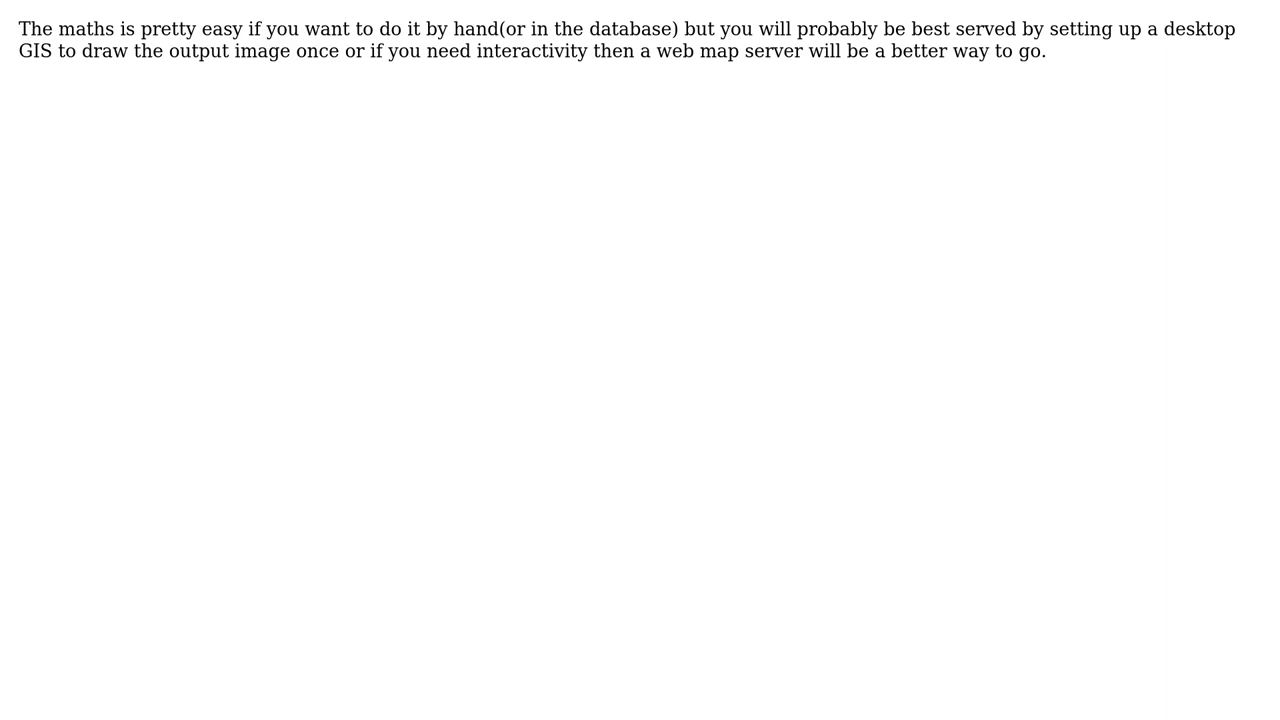 The maths is pretty easy if you want to do it by hand(or in the database) but you will probably be best served by setting up a desktop
GIS to draw the output image once or if you need interactivity then a web map server will be a better way to go.